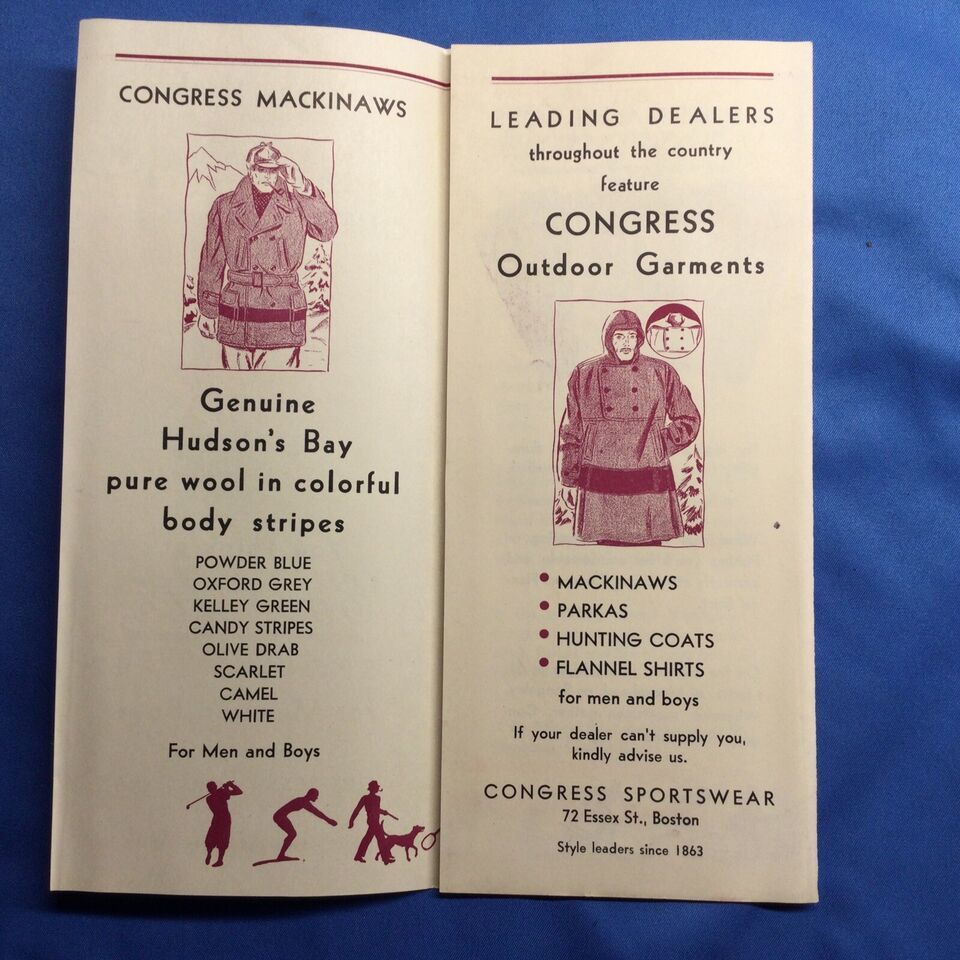 CONGRESS MACKINAWS
Genuine
Hudson's Bay
pure wool in colorful
body stripes
POWDER BLUE
OXFORD GREY
KELLEY GREEN
CANDY STRIPES
OLIVE DRAB
SCARLET
CAMEL
WHITE
For Men and Boys
LEADING DEALERS
throughout the country
feature
CONGRESS
Outdoor Garments
• MACKINAWS
• PARKAS
• HUNTING COATS
• FLANNEL SHIRTS
for men and boys
If your dealer can't supply you,
kindly advise us.
CONGRESS SPORTSWEAR
72 Essex St., Boston
Style leaders since 1863